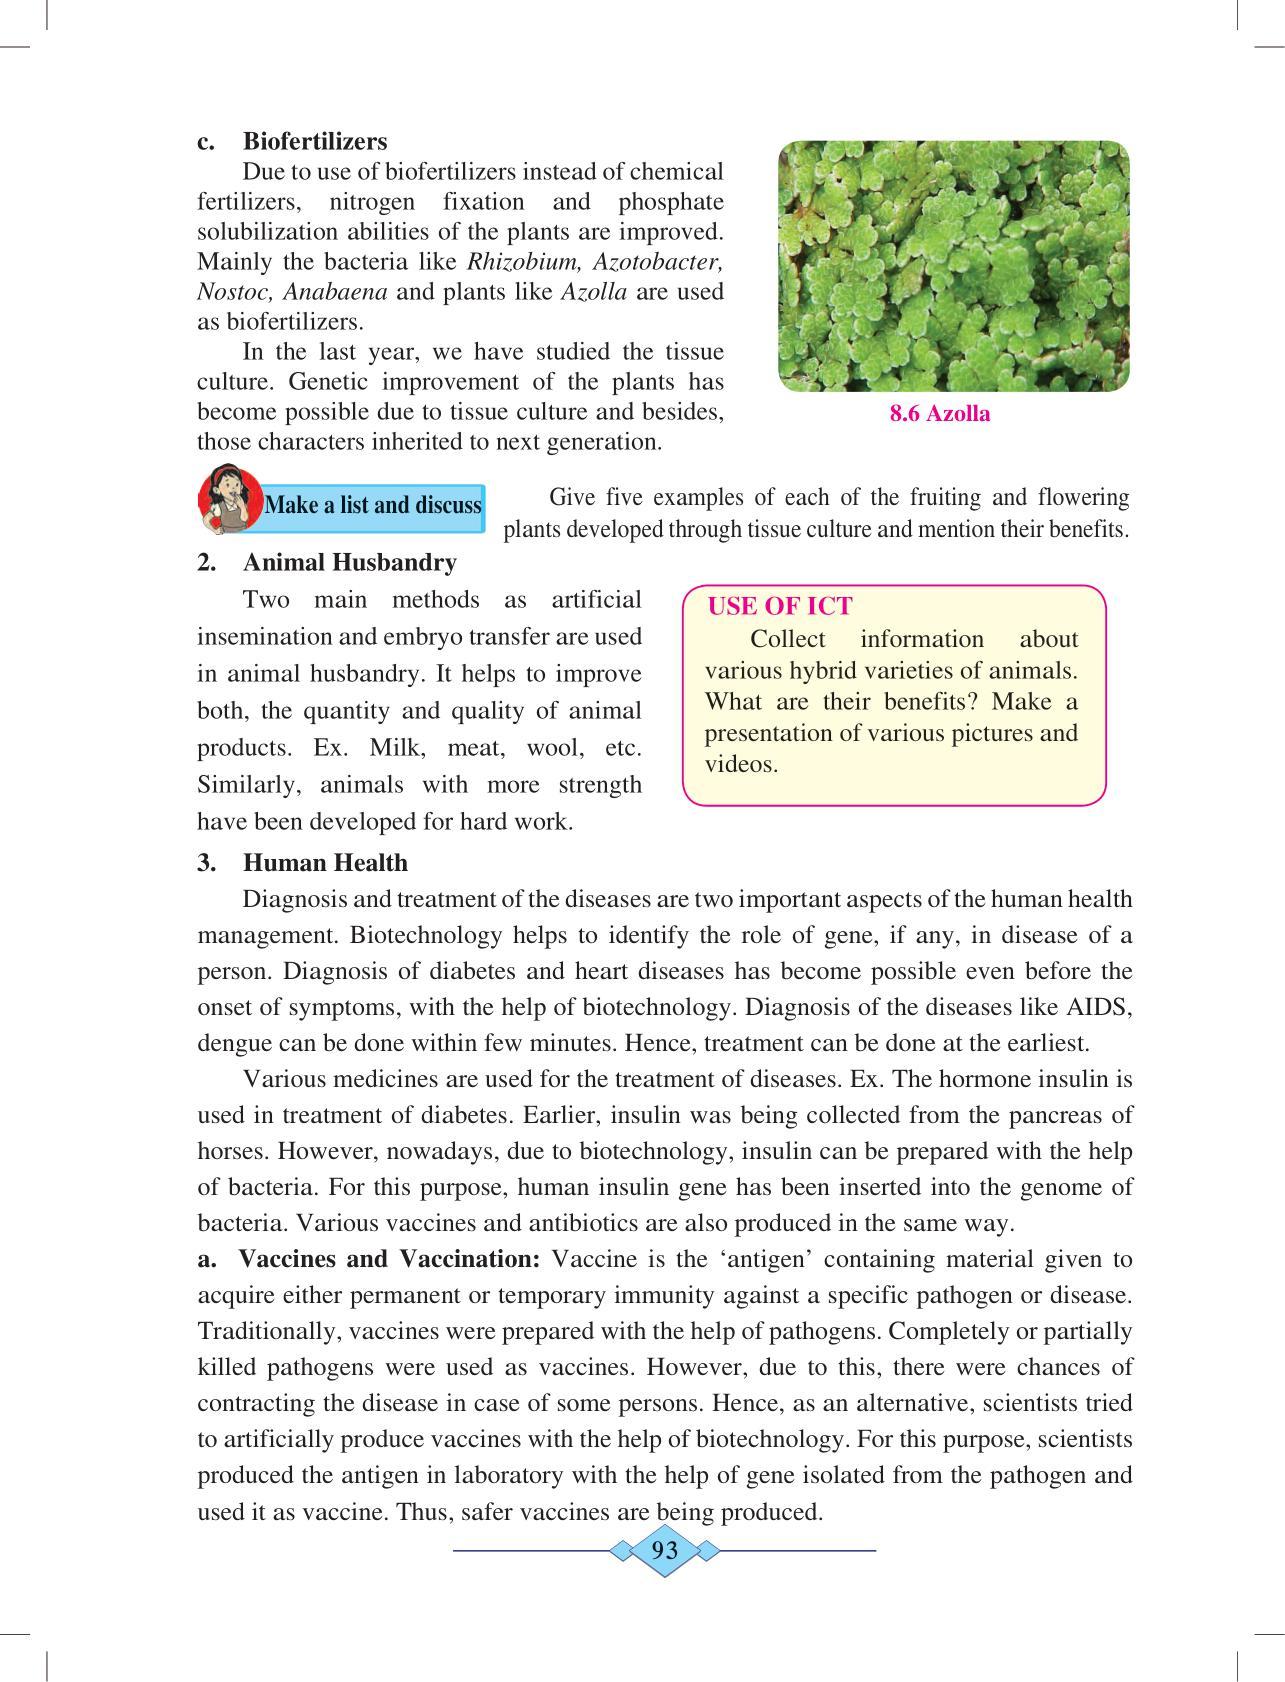 c. Biofertilizers
Due to use of biofertilizers instead of chemical
fertilizers, nitrogen fixation and phosphate
solubilization abilities of the plants are improved.
Mainly the bacteria like Rhizobium, Azotobacter,
Nostoc, Anabaena and plants like Azolla are used
as biofertilizers.
In the last year, we have studied the tissue
culture. Genetic improvement of the plants has
become possible due to tissue culture and besides,
those characters inherited to next generation.
8.6 Azolla
Make a list and discuss
Give five examples of each of the fruiting and flowering
plants developed through tissue culture and mention their benefits.
2. Animal Husbandry
Two main methods as artificial
insemination and embryo transfer are used
in animal husbandry. It helps to improve
both, the quantity and quality of animal
products. Ex. Milk, meat, wool, etc.
Similarly, animals with more strength
have been developed for hard work.
USE OF ICT
Collect information about
various hybrid varieties of animals.
What are their benefits? Make a
presentation of various pictures and
videos.
3. Human Health
Diagnosis and treatment of the diseases are two important aspects of the human health
management. Biotechnology helps to identify the role of gene, if any, in disease of a
person. Diagnosis of diabetes and heart diseases has become possible even before the
onset of symptoms, with the help of biotechnology. Diagnosis of the diseases like AIDS,
dengue can be done within few minutes. Hence, treatment can be done at the earliest.
Various medicines are used for the treatment of diseases. Ex. The hormone insulin is
used in treatment of diabetes. Earlier, insulin was being collected from the pancreas of
horses. However, nowadays, due to biotechnology, insulin can be prepared with the help
of bacteria. For this purpose, human insulin gene has been inserted into the genome of
bacteria. Various vaccines and antibiotics are also produced in the same way.
a. Vaccines and Vaccination: Vaccine is the ‘antigen’ containing material given to
acquire either permanent or temporary immunity against a specific pathogen or disease.
Traditionally, vaccines were prepared with the help of pathogens. Completely or partially
killed pathogens were used as vaccines. However, due to this, there were chances of
contracting the disease in case of some persons. Hence, as an alternative, scientists tried
to artificially produce vaccines with the help of biotechnology. For this purpose, scientists
produced the antigen in laboratory with the help of gene isolated from the pathogen and
used it as vaccine. Thus, safer vaccines are being produced.
93